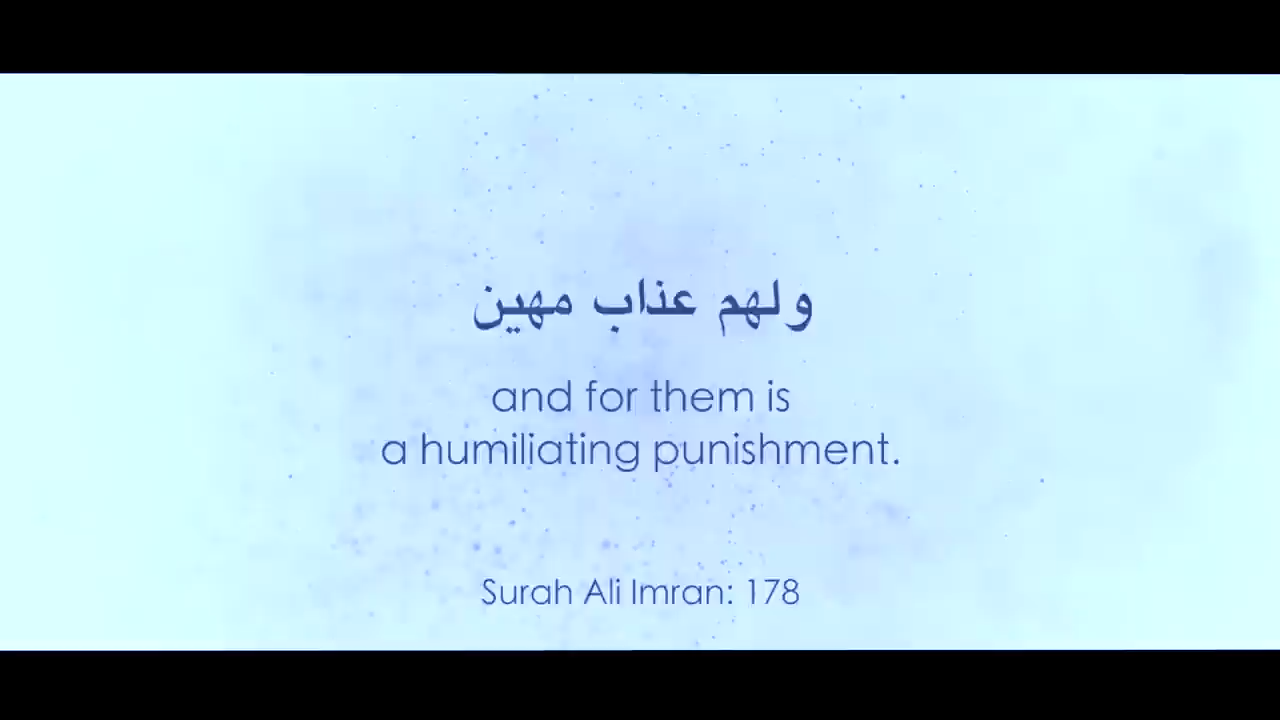 ولهم عذاب مهين
and for them is
a humiliating punishment.
Surah Ali Imran: 178